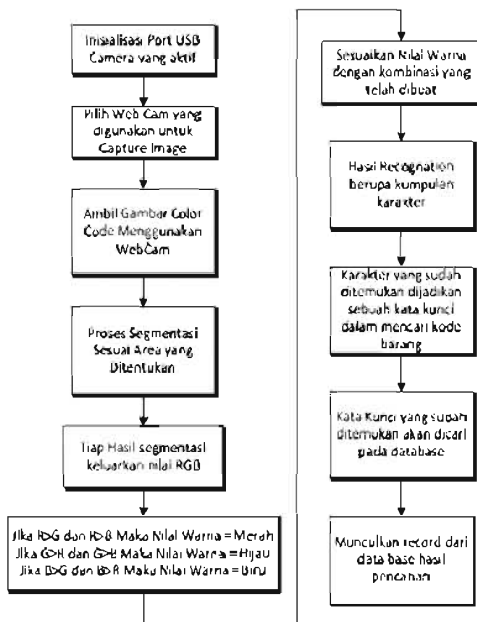 Inisialisasi Port USB
Camera yang aktif
Pilih Web Cam yang
digunakan untuk
Capture Image
Ambil Gambar Color
Code Menggunakan
WebCam
Proses Segmentasi
Sesuai Area yang
Ditentukan
Tiap Hasil segmentasi
keluarkan nilai RGB
Jika R>G dan R>B Maka Nilai Warna = Merah
Jika G>R dan G>B Maka Nilai Warna = Hijau
Jika B>G dan B>R Maka Nilai Warna = Biru
Sesuaikan Nilai Warna
dengan kombinasi yang
telah dibuat
Hasil Recognation
berupa kumpulan
karakter
Karakter yang sudah
ditemukan dijadikan
sebuah kata kunci
dalam mencari kode
barang
Kata Kunci yang sudah
ditemukan akan dicari
pada database
Munculkan record dari
data base hasil
pencarian